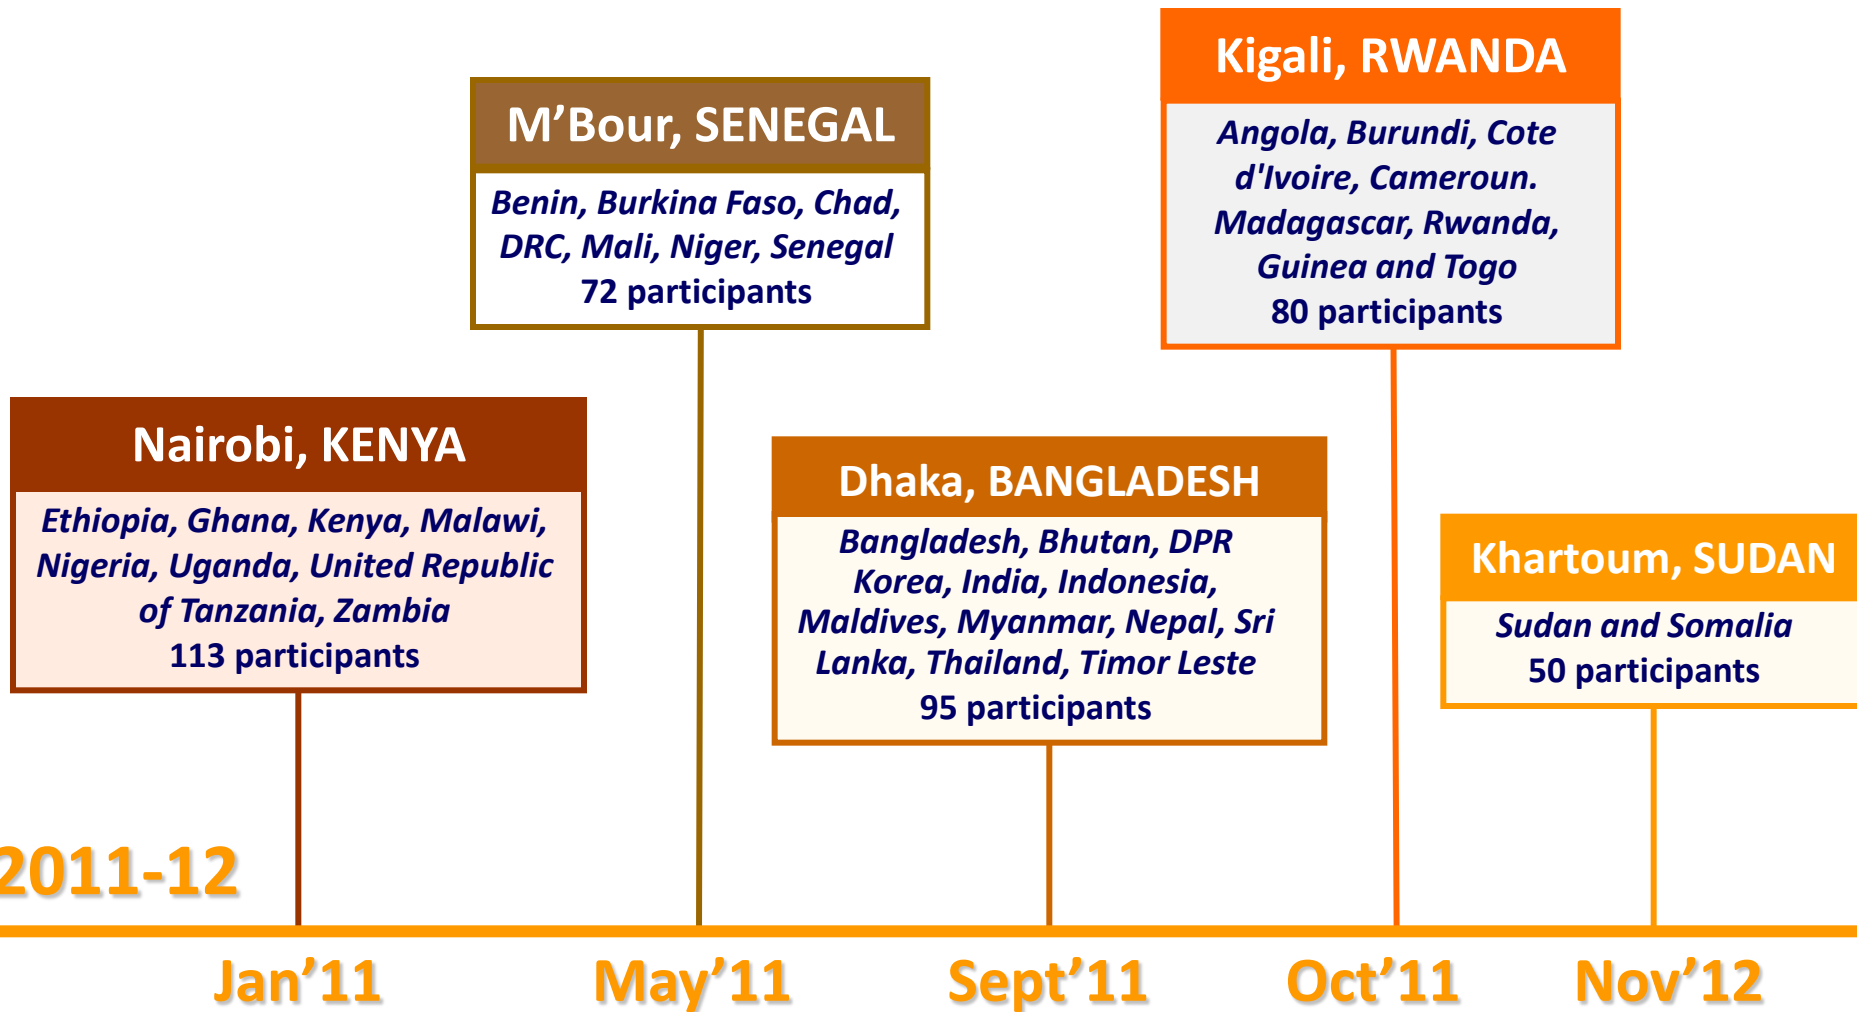 Kigali, RWANDA
Angola, Burundi, Cote
d'Ivoire, Cameroun.
Madagascar, Rwanda,
Guinea and Togo
80 participants
M’Bour, SENEGAL
Benin, Burkina Faso, Chad,
DRC, Mali, Niger, Senegal
72 participants
Nairobi, KENYA
Ethiopia, Ghana, Kenya, Malawi,
Nigeria, Uganda, United Republic
of Tanzania, Zambia
113 participants
Dhaka, BANGLADESH
Bangladesh, Bhutan, DPR
Korea, India, Indonesia,
Maldives, Myanmar, Nepal, Sri
Lanka, Thailand, Timor Leste
95 participants
Khartoum, SUDAN
Sudan and Somalia
50 participants
2011-12
Jan’11 May’11 Sept’11 Oct’11 Nov’12